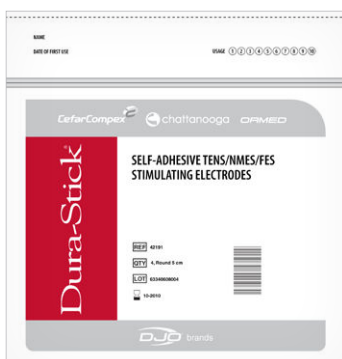 NAME
DATE OF FIRST USE
USAGE 1 2 3 4 5 6 7 8 9 10
CefarCompex chattanooga ORMED
Dura-Stick®
SELF-ADHESIVE TENS/NMES/FES
STIMULATING ELECTRODES
REF 42191
QTY 4, Round 5 cm
LOT 60346608004
10-2010
DJO brands